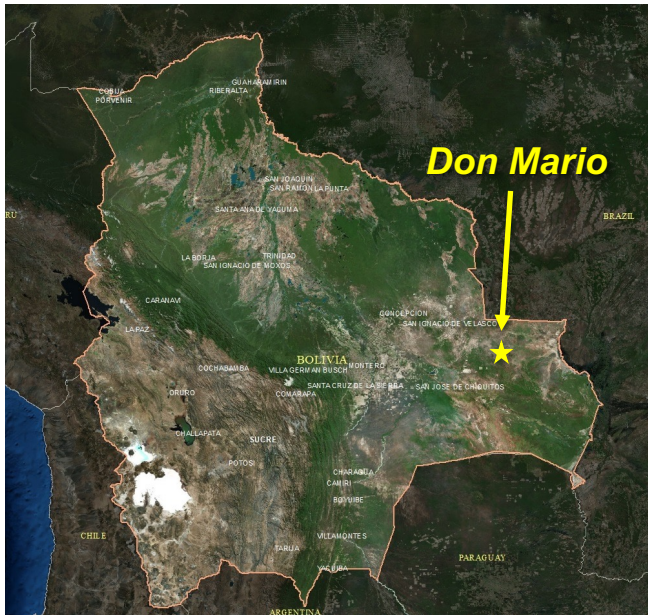 GUAHARAMIRIN
COBIJA
RIBERALTA
PORVENIR
Don Mario
SAN JOAQUIN
SAN RAMON LA PUNTA
SANTA ANA DE YACUMA
BRAZIL
TRINIDAD
LA BORJA
SAN IGNACIO DE MOXOS
CARANAVI
CONCEPCION
SAN IGNACIO DE VELASCO
LA PAZ
BOLIVIA
MONTERO
COCHABAMBA
VILLA GERMAN BUSCH
SANTA CRUZ DE LA SIERRA
SAN JOSE DE CHIQUITOS
ORURO
COMARAPA
CHALLAPATA
SUCRE
POTOSI
CHARAGUA
CAMIRI
BOYUIBE
CHILE
VILLAMONTES
TARIJA
PARAGUAY
YACUIBA
ARGENTINA